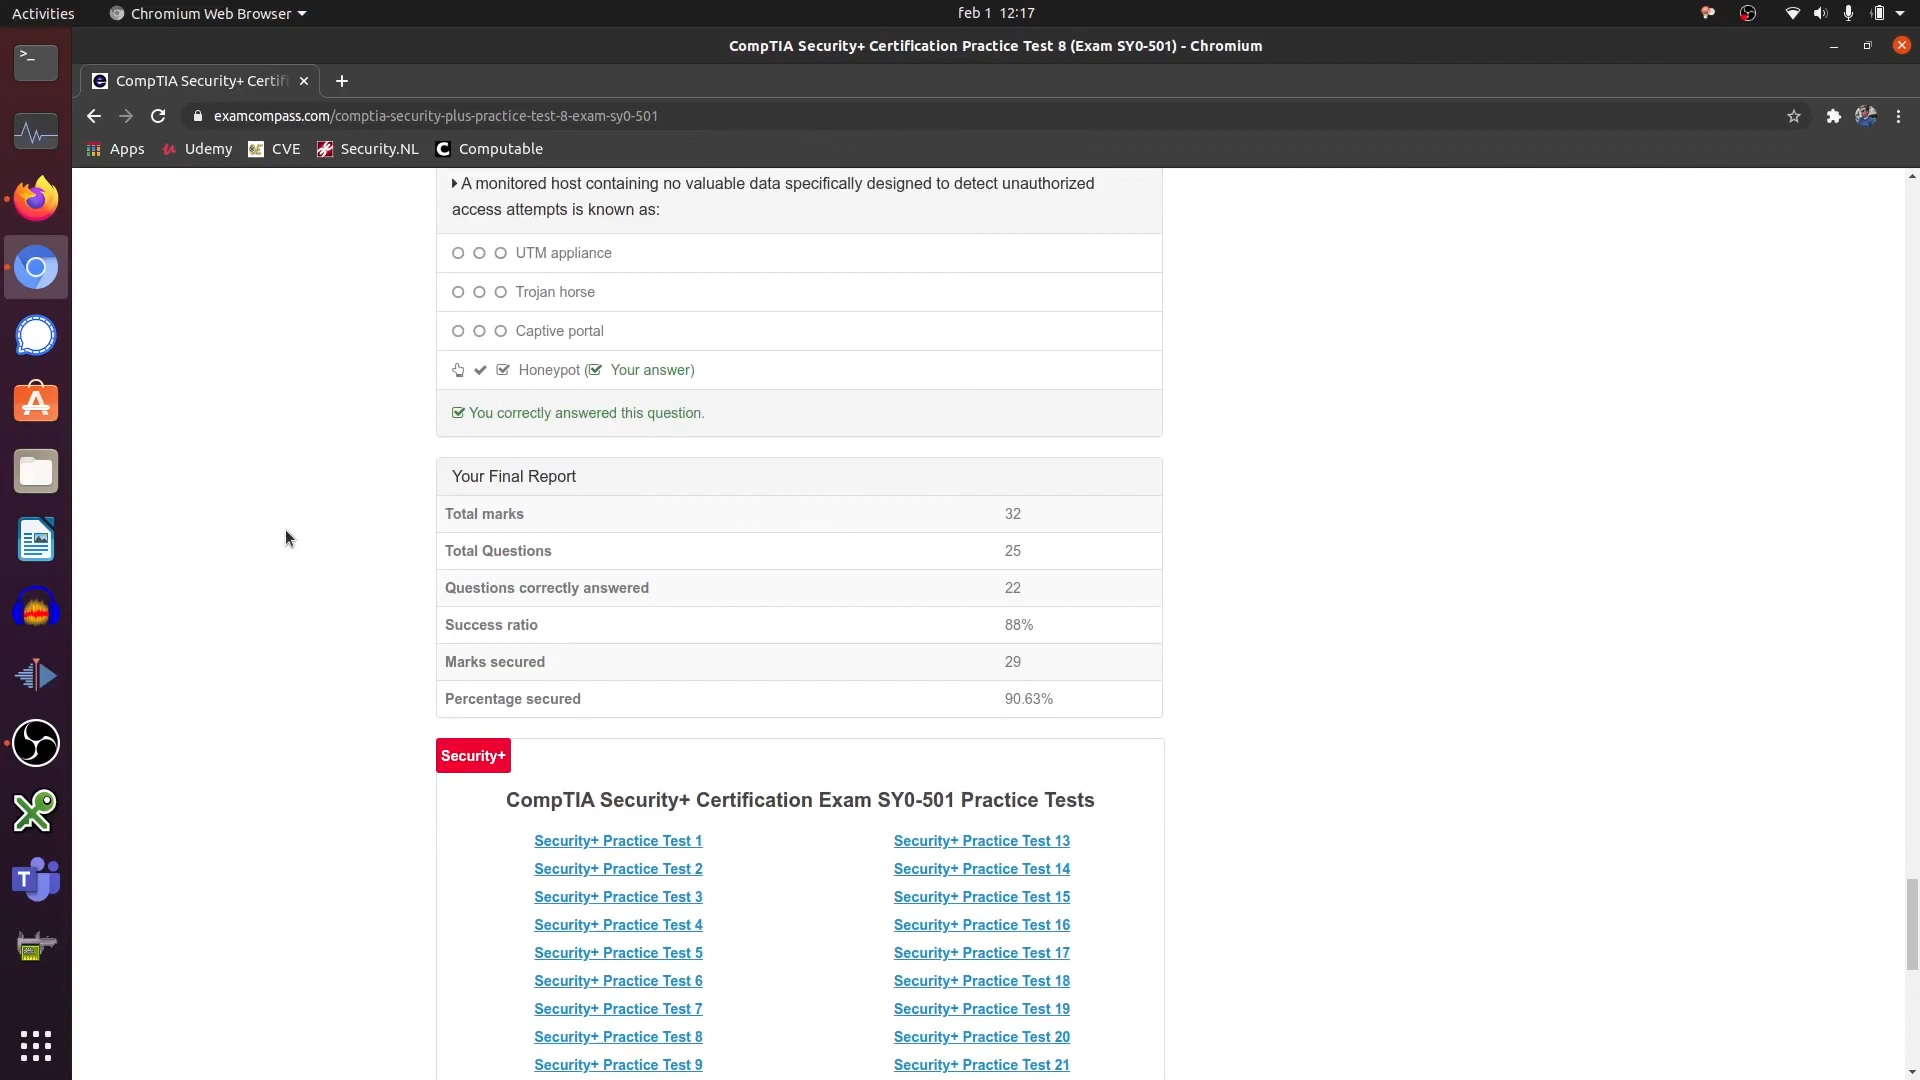 Activities
Chromium Web Browser
feb 1 12:17
CompTIA Security+ Certification Practice Test 8 (Exam SY0-501) - Chromium
CompTIA Security+ Certifi
examcompass.com/comptia-security-plus-practice-test-8-exam-sy0-501
Apps
Udemy
CVE
Security.NL
Computable
A monitored host containing no valuable data specifically designed to detect unauthorized
access attempts is known as:
UTM appliance
Trojan horse
Captive portal
Honeypot ( Your answer)
You correctly answered this question.
Your Final Report
Total marks 32
Total Questions 25
Questions correctly answered 22
Success ratio 88%
Marks secured 29
Percentage secured 90.63%
Security+
CompTIA Security+ Certification Exam SY0-501 Practice Tests
Security+ Practice Test 1
Security+ Practice Test 2
Security+ Practice Test 3
Security+ Practice Test 4
Security+ Practice Test 5
Security+ Practice Test 6
Security+ Practice Test 7
Security+ Practice Test 8
Security+ Practice Test 9
Security+ Practice Test 13
Security+ Practice Test 14
Security+ Practice Test 15
Security+ Practice Test 16
Security+ Practice Test 17
Security+ Practice Test 18
Security+ Practice Test 19
Security+ Practice Test 20
Security+ Practice Test 21